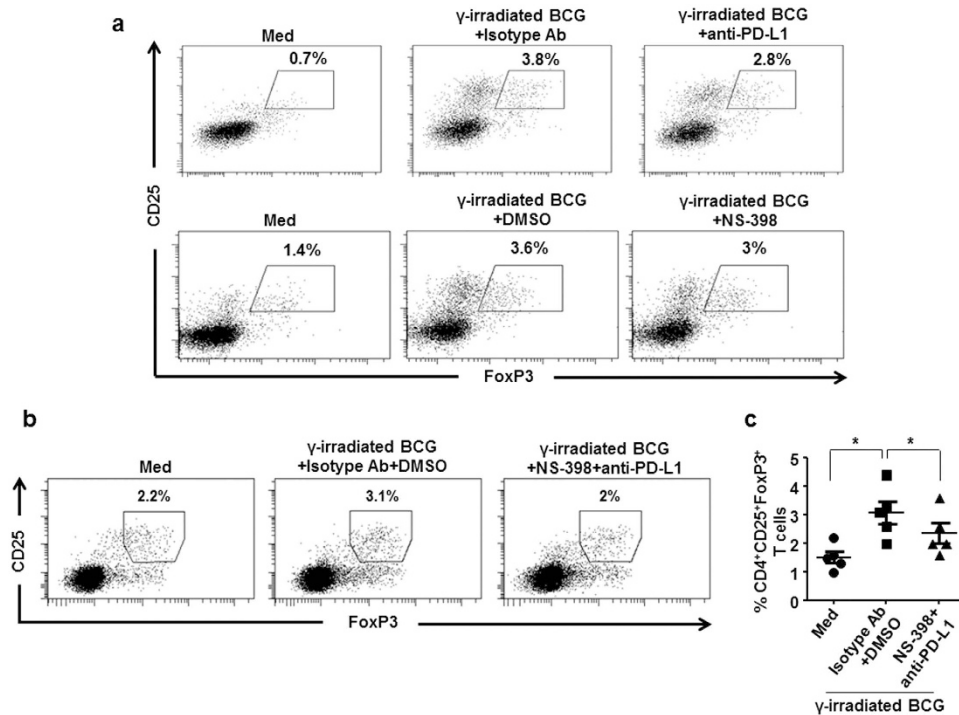 a
Med
γ-irradiated BCG
+Isotype Ab
γ-irradiated BCG
+anti-PD-L1
0.7%
3.8%
2.8%
CD25
Med
γ-irradiated BCG
+DMSO
γ-irradiated BCG
+NS-398
1.4%
3.6%
3%
FoxP3
b
Med
γ-irradiated BCG
+Isotype Ab+DMSO
γ-irradiated BCG
+NS-398+anti-PD-L1
2.2%
3.1%
2%
CD25
FoxP3
c
* *
% CD4⁺CD25⁺FoxP3⁺
T cells
5
4
3
2
1
0
Med
Isotype Ab
+DMSO
NS-398+
anti-PD-L1
γ-irradiated BCG